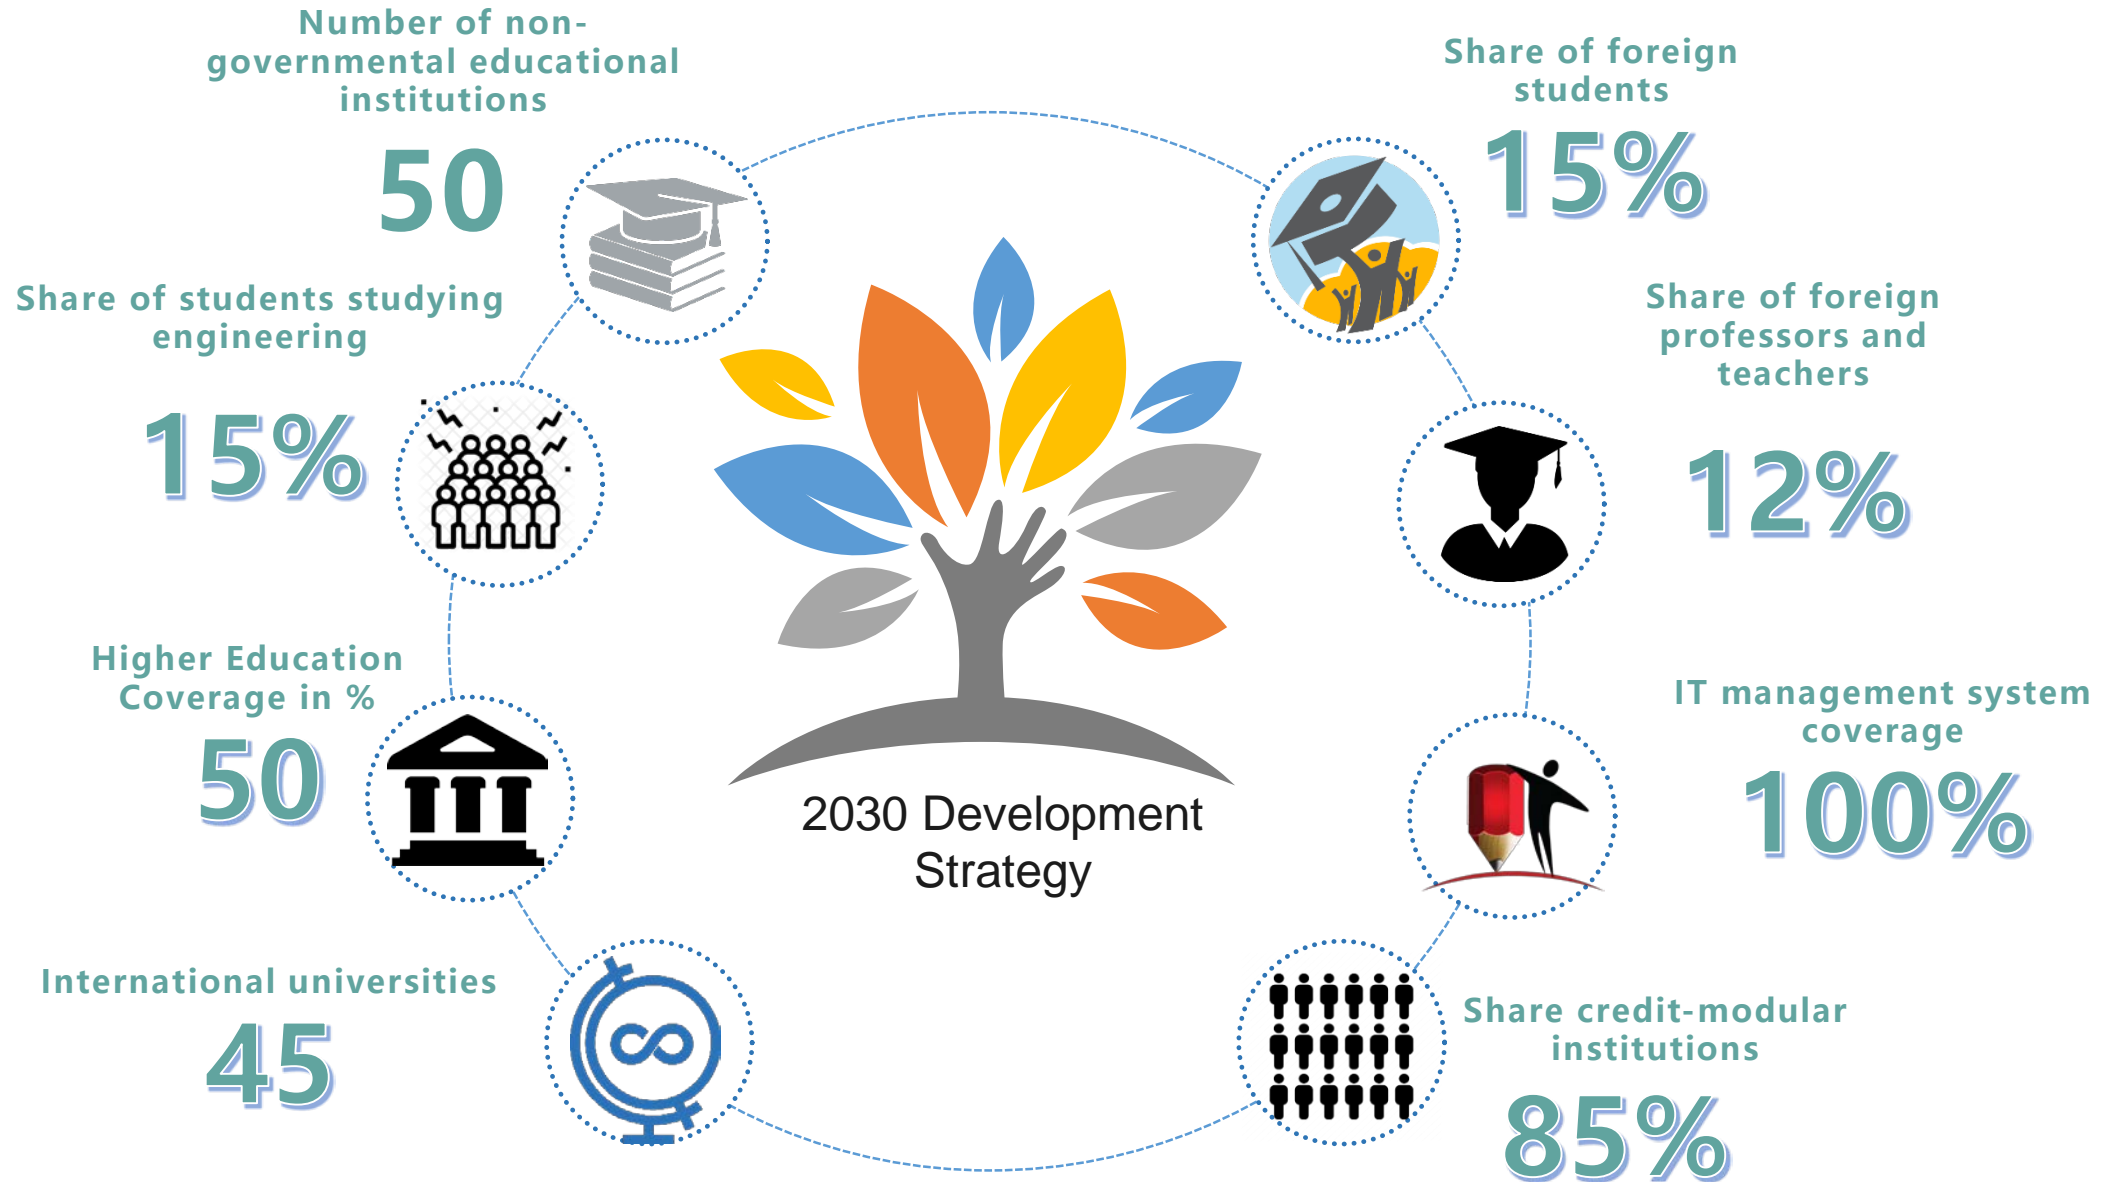 Number of non-
governmental educational
institutions
50
Share of students studying
engineering
15%
Higher Education
Coverage in %
50
International universities
45
2030 Development
Strategy
Share of foreign
students
15%
Share of foreign
professors and
teachers
12%
IT management system
coverage
100%
Share credit-modular
institutions
85%